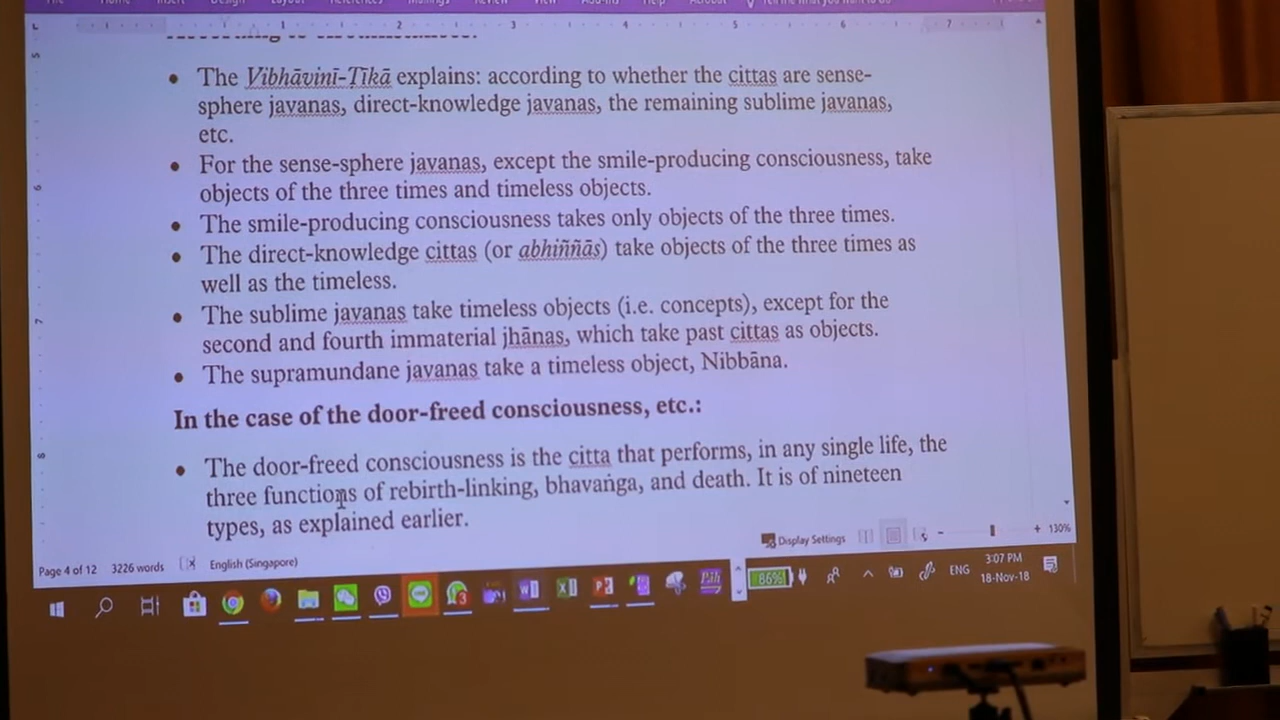 • The Vibhāvinī-Ṭīkā explains: according to whether the cittas are sense-
sphere javanas, direct-knowledge javanas, the remaining sublime javanas,
etc.
• For the sense-sphere javanas, except the smile-producing consciousness, take
objects of the three times and timeless objects.
• The smile-producing consciousness takes only objects of the three times.
• The direct-knowledge cittas (or abhiññās) take objects of the three times as
well as the timeless.
• The sublime javanas take timeless objects (i.e. concepts), except for the
second and fourth immaterial jhānas, which take past cittas as objects.
• The supramundane javanas take a timeless object, Nibbāna.
In the case of the door-freed consciousness, etc.:
• The door-freed consciousness is the citta that performs, in any single life, the
three functions of rebirth-linking, bhavaṅga, and death. It is of nineteen
types, as explained earlier.
Display Settings 130%
Page 4 of 12 3226 words English (Singapore)
86% ENG 3:07 PM
18-Nov-18